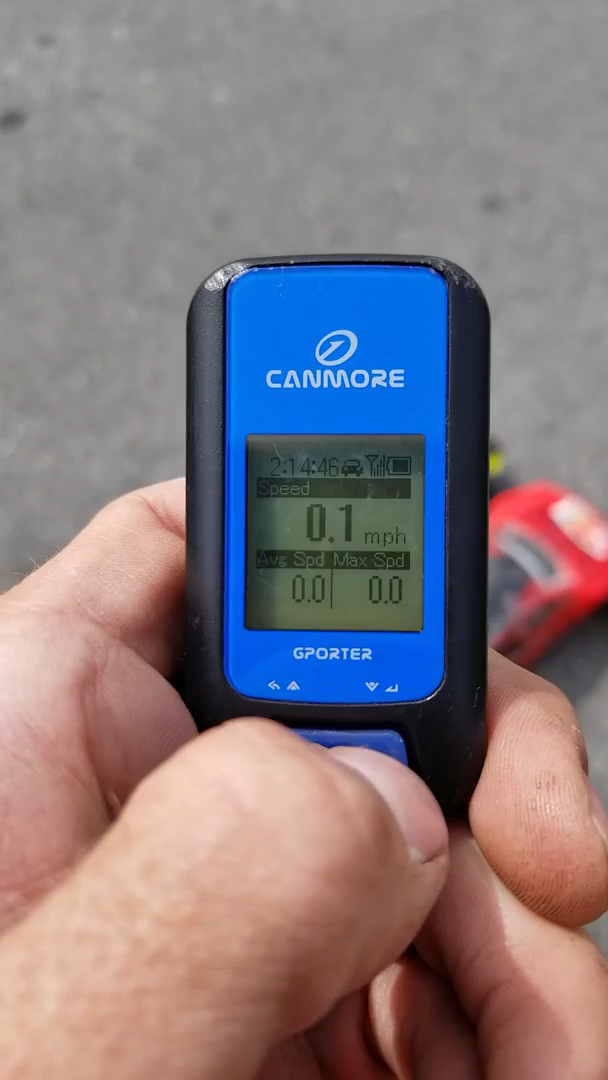 CANMORE
2:14:46
Speed
0.1 mph
Avg Spd Max Spd
0.0 0.0
GPORTER